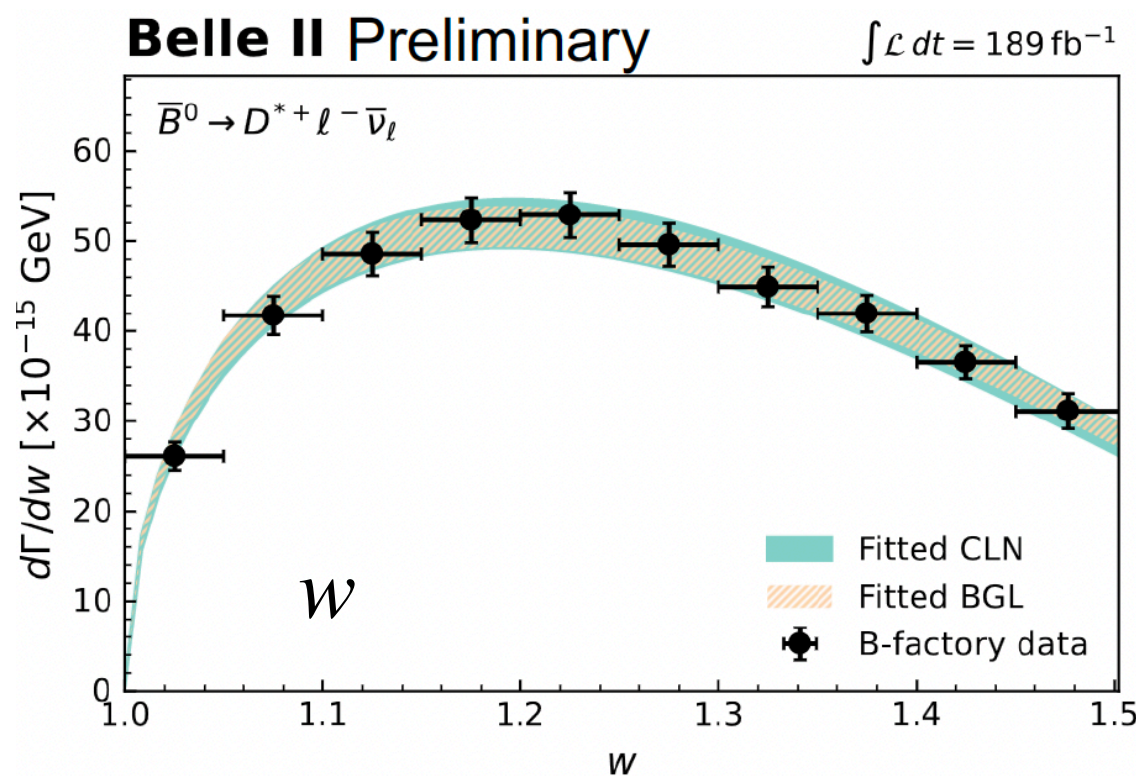 Belle II Preliminary
∫ℒ dt = 189 fb⁻¹
B̅⁰ → D*⁺ ℓ⁻ ν̅ℓ
dΓ/dw [×10⁻¹⁵ GeV]
60
50
40
30
20
10
0
w
Fitted CLN
Fitted BGL
B-factory data
1.0 1.1 1.2 1.3 1.4 1.5
w